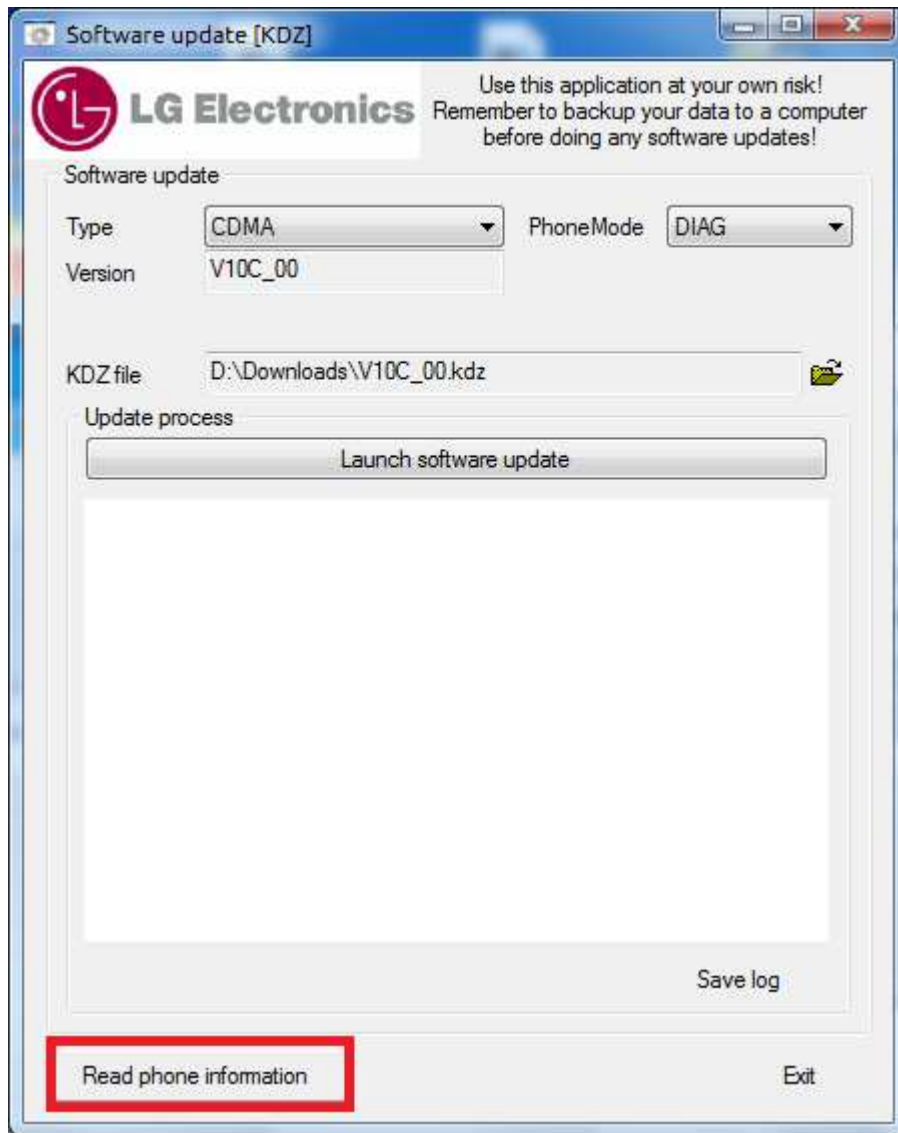 Software update [KDZ]
LG Electronics
Use this application at your own risk!
Remember to backup your data to a computer
before doing any software updates!
Software update
Type CDMA PhoneMode DIAG
Version V10C_00
KDZ file D:\Downloads\V10C_00.kdz
Update process
Launch software update
Save log
Read phone information Exit